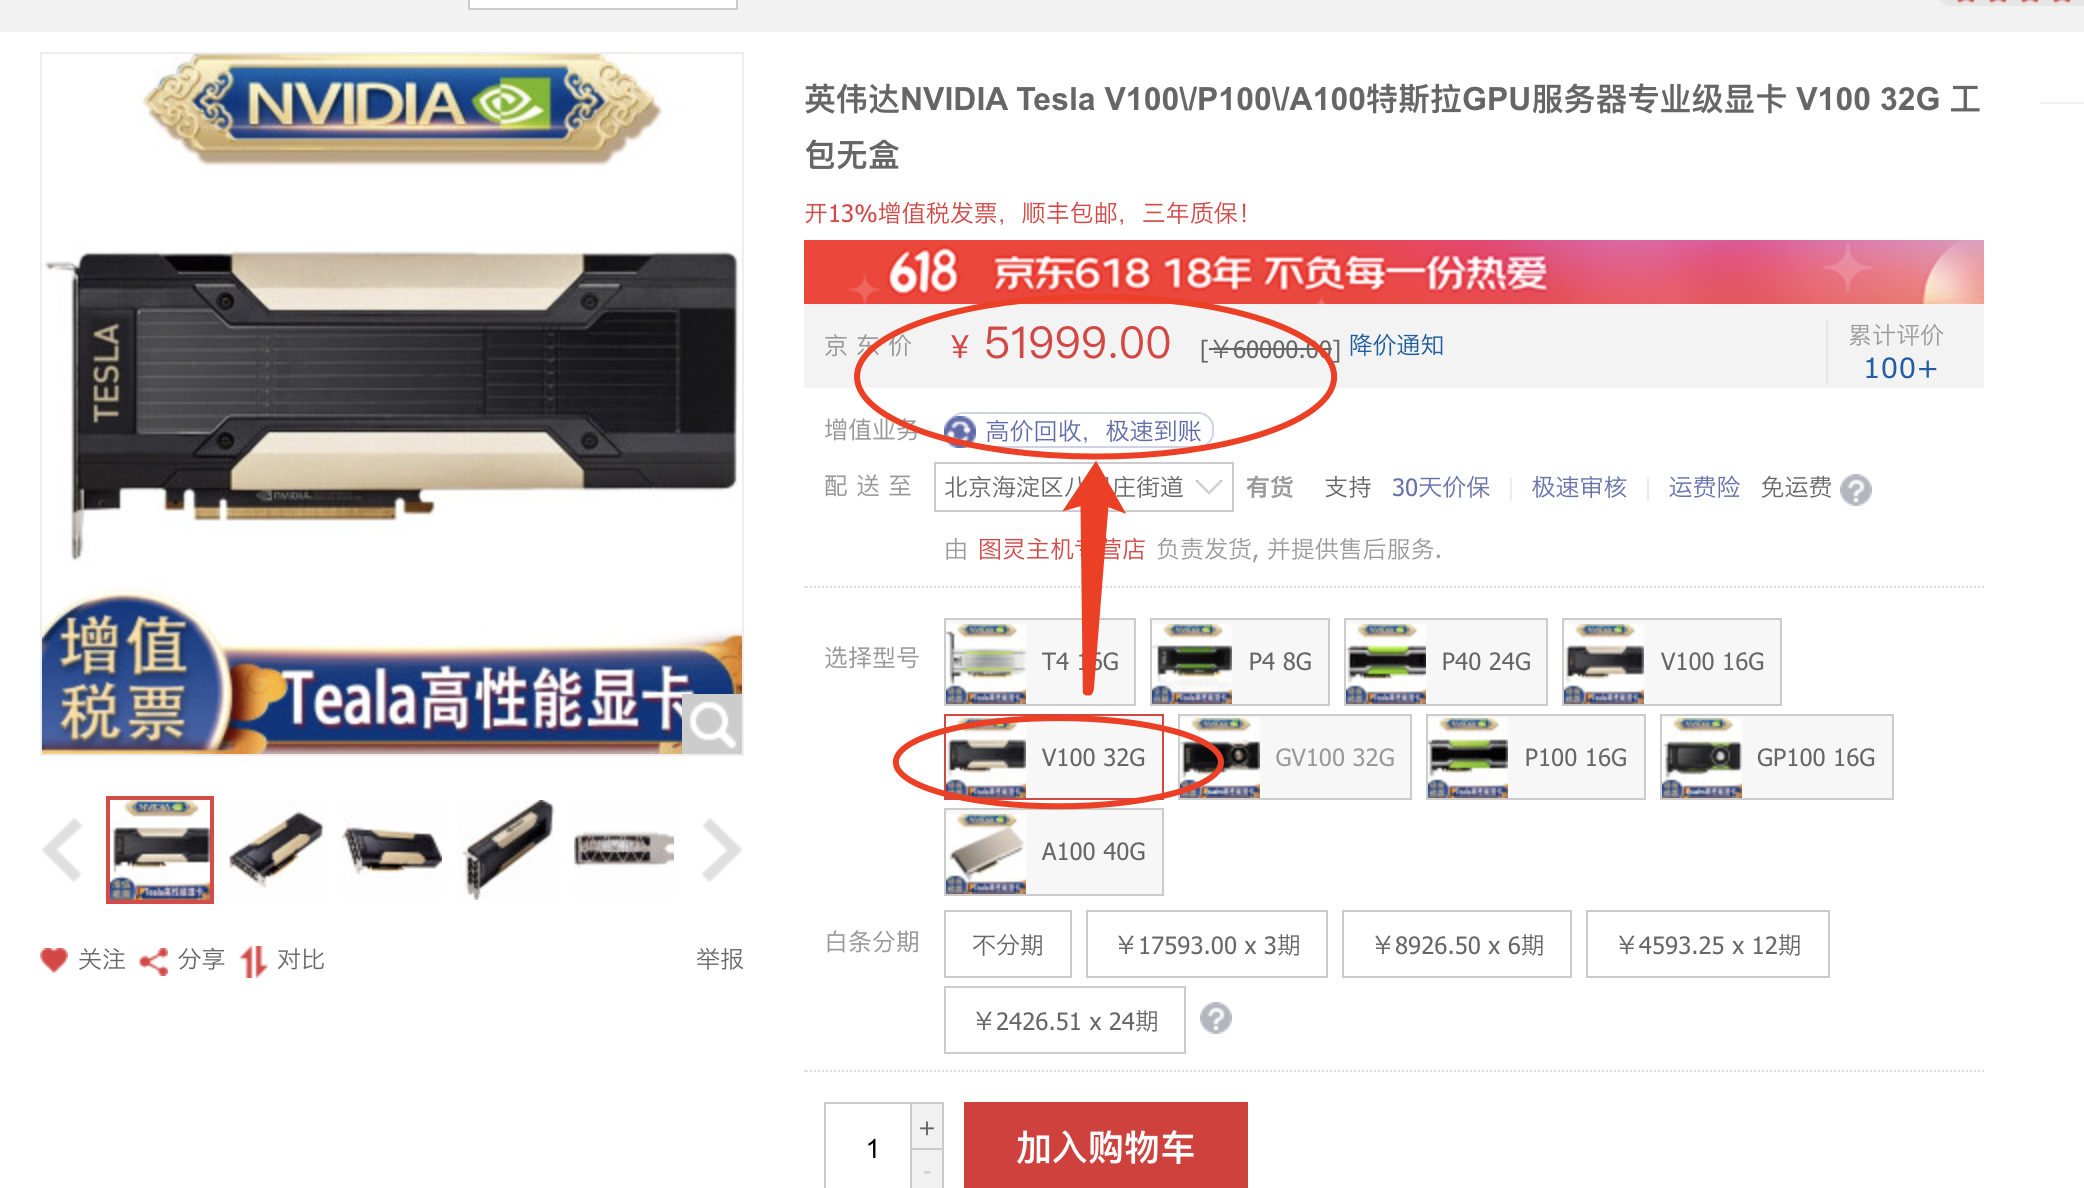 NVIDIA
TESLA
NVIDIA
增值
税票
Teala高性能显卡
关注
分享
对比
举报
英伟达NVIDIA Tesla V100\/P100\/A100特斯拉GPU服务器专业级显卡 V100 32G 工
包无盒
开13%增值税发票，顺丰包邮，三年质保！
618 京东618 18年 不负每一份热爱
京东价 ￥ 51999.00 [￥60000.00] 降价通知
累计评价
100+
增值业务 高价回收，极速到账
配送至 北京海淀区八 庄街道 有货 支持 30天价保 极速审核 运费险 免运费 ?
由 图灵主机专营店 负责发货, 并提供售后服务.
选择型号 T4 16G P4 8G P40 24G V100 16G
V100 32G GV100 32G P100 16G GP100 16G
A100 40G
白条分期 不分期 ￥17593.00 x 3期 ￥8926.50 x 6期 ￥4593.25 x 12期
￥2426.51 x 24期 ?
1 + -
加入购物车